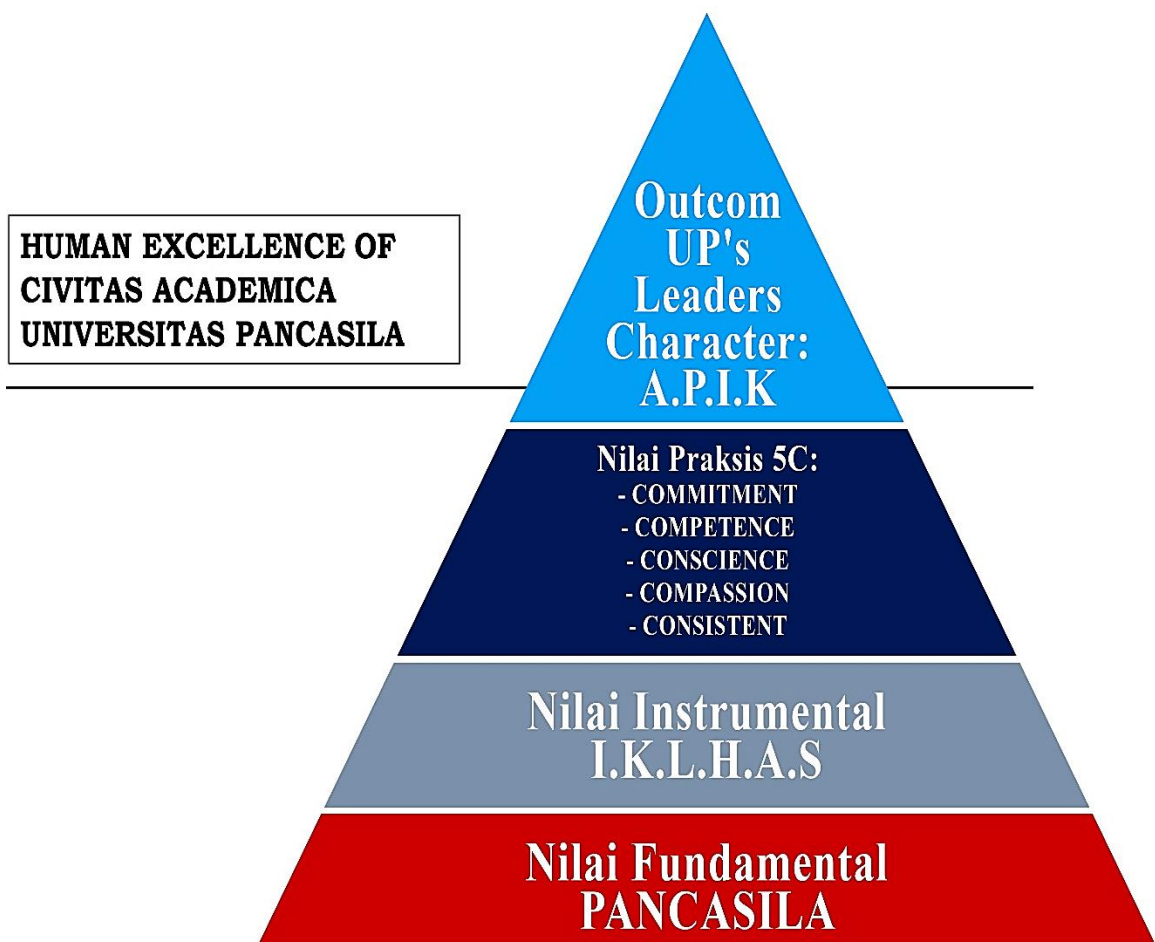 HUMAN EXCELLENCE OF
CIVITAS ACADEMICA
UNIVERSITAS PANCASILA
Outcom
UP's
Leaders
Character:
A.P.I.K
Nilai Praksis 5C:
- COMMITMENT
- COMPETENCE
- CONSCIENCE
- COMPASSION
- CONSISTENT
Nilai Instrumental
I.K.L.H.A.S
Nilai Fundamental
PANCASILA